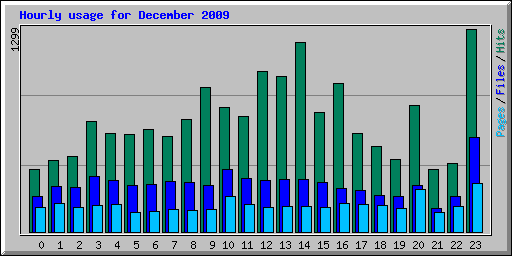 Hourly usage for December 2009
1299
Pages/Files/Hits
0 1 2 3 4 5 6 7 8 9 10 11 12 13 14 15 16 17 18 19 20 21 22 23